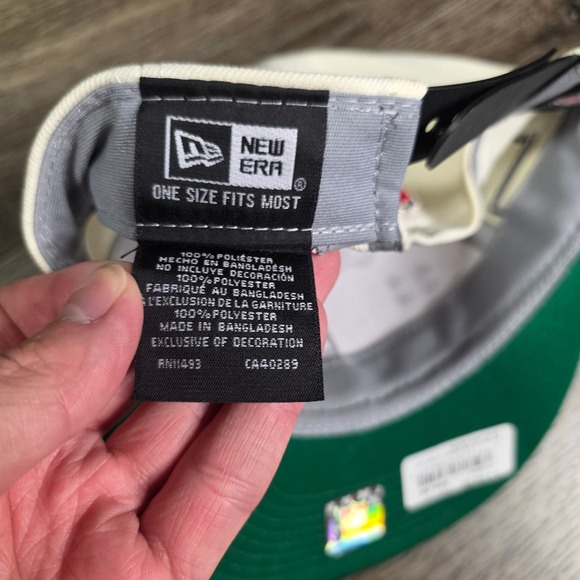 NEW
ERA
®
ONE SIZE FITS MOST
100% POLIÉSTER
HECHO EN BANGLADÉSH
NO INCLUYE DECORACIÓN
100% POLYESTER
FABRIQUÉ AU BANGLADESH
À L'EXCLUSION DE LA GARNITURE
100% POLYESTER
MADE IN BANGLADESH
EXCLUSIVE OF DECORATION
RN11493 CA40289